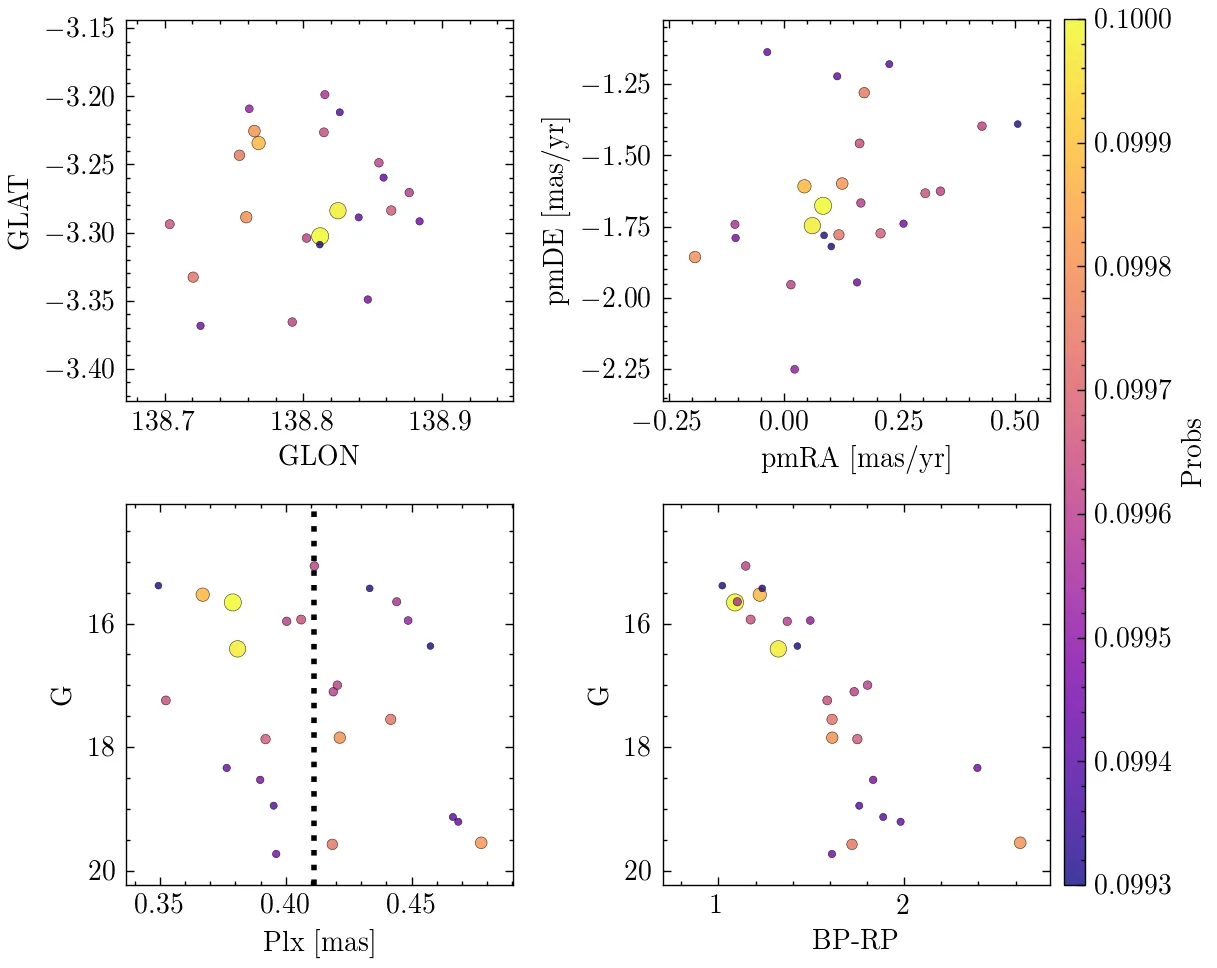 −3.15
−3.20
−3.25
−3.30
−3.35
−3.40
GLAT
138.7 138.8 138.9
GLON
−1.25
−1.50
−1.75
−2.00
−2.25
pmDE [mas/yr]
−0.25 0.00 0.25 0.50
pmRA [mas/yr]
16
18
20
G
0.35 0.40 0.45
Plx [mas]
16
18
20
G
1 2
BP-RP
0.1000
0.0999
0.0998
0.0997
0.0996
0.0995
0.0994
0.0993
Probs